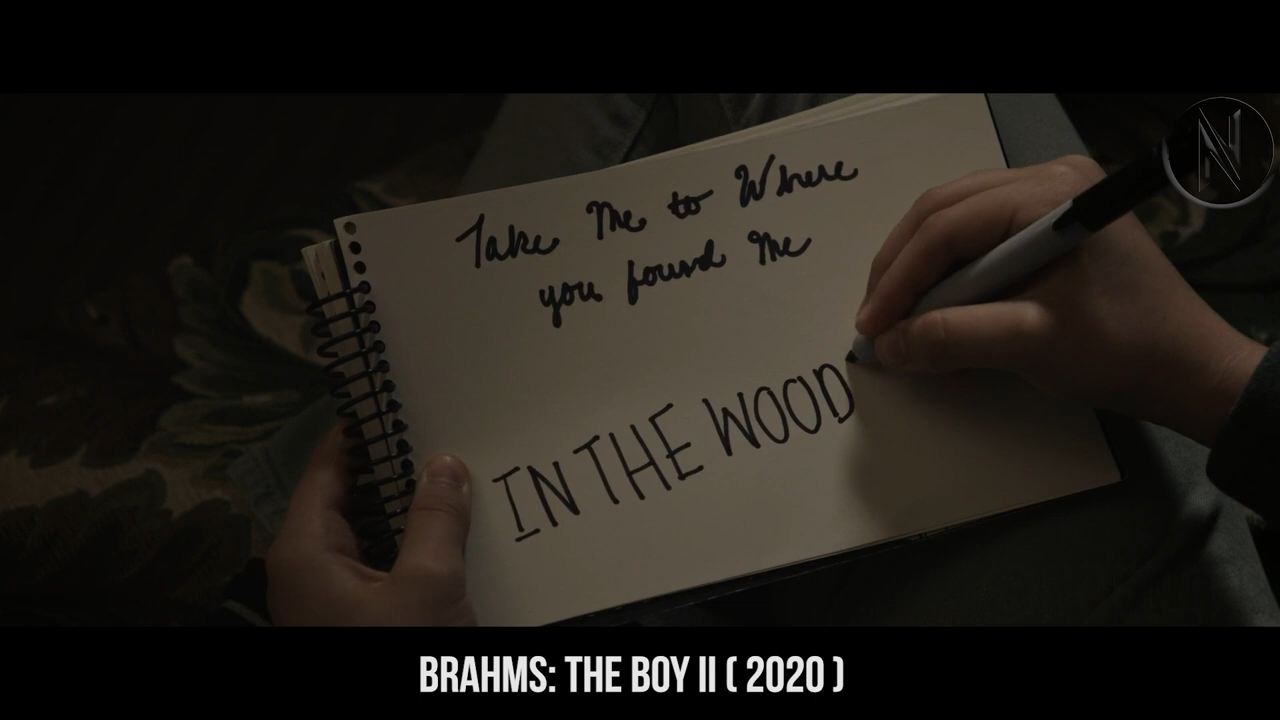 Take Me to Where
you found Me
IN THE WOOD
BRAHMS: THE BOY II ( 2020 )